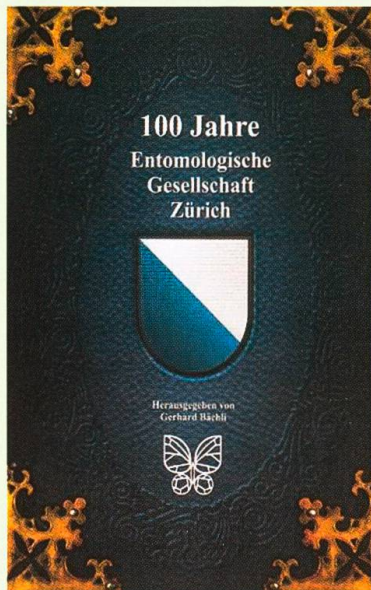 100 Jahre
Entomologische
Gesellschaft
Zürich
Herausgegeben von
Gerhard Bächli